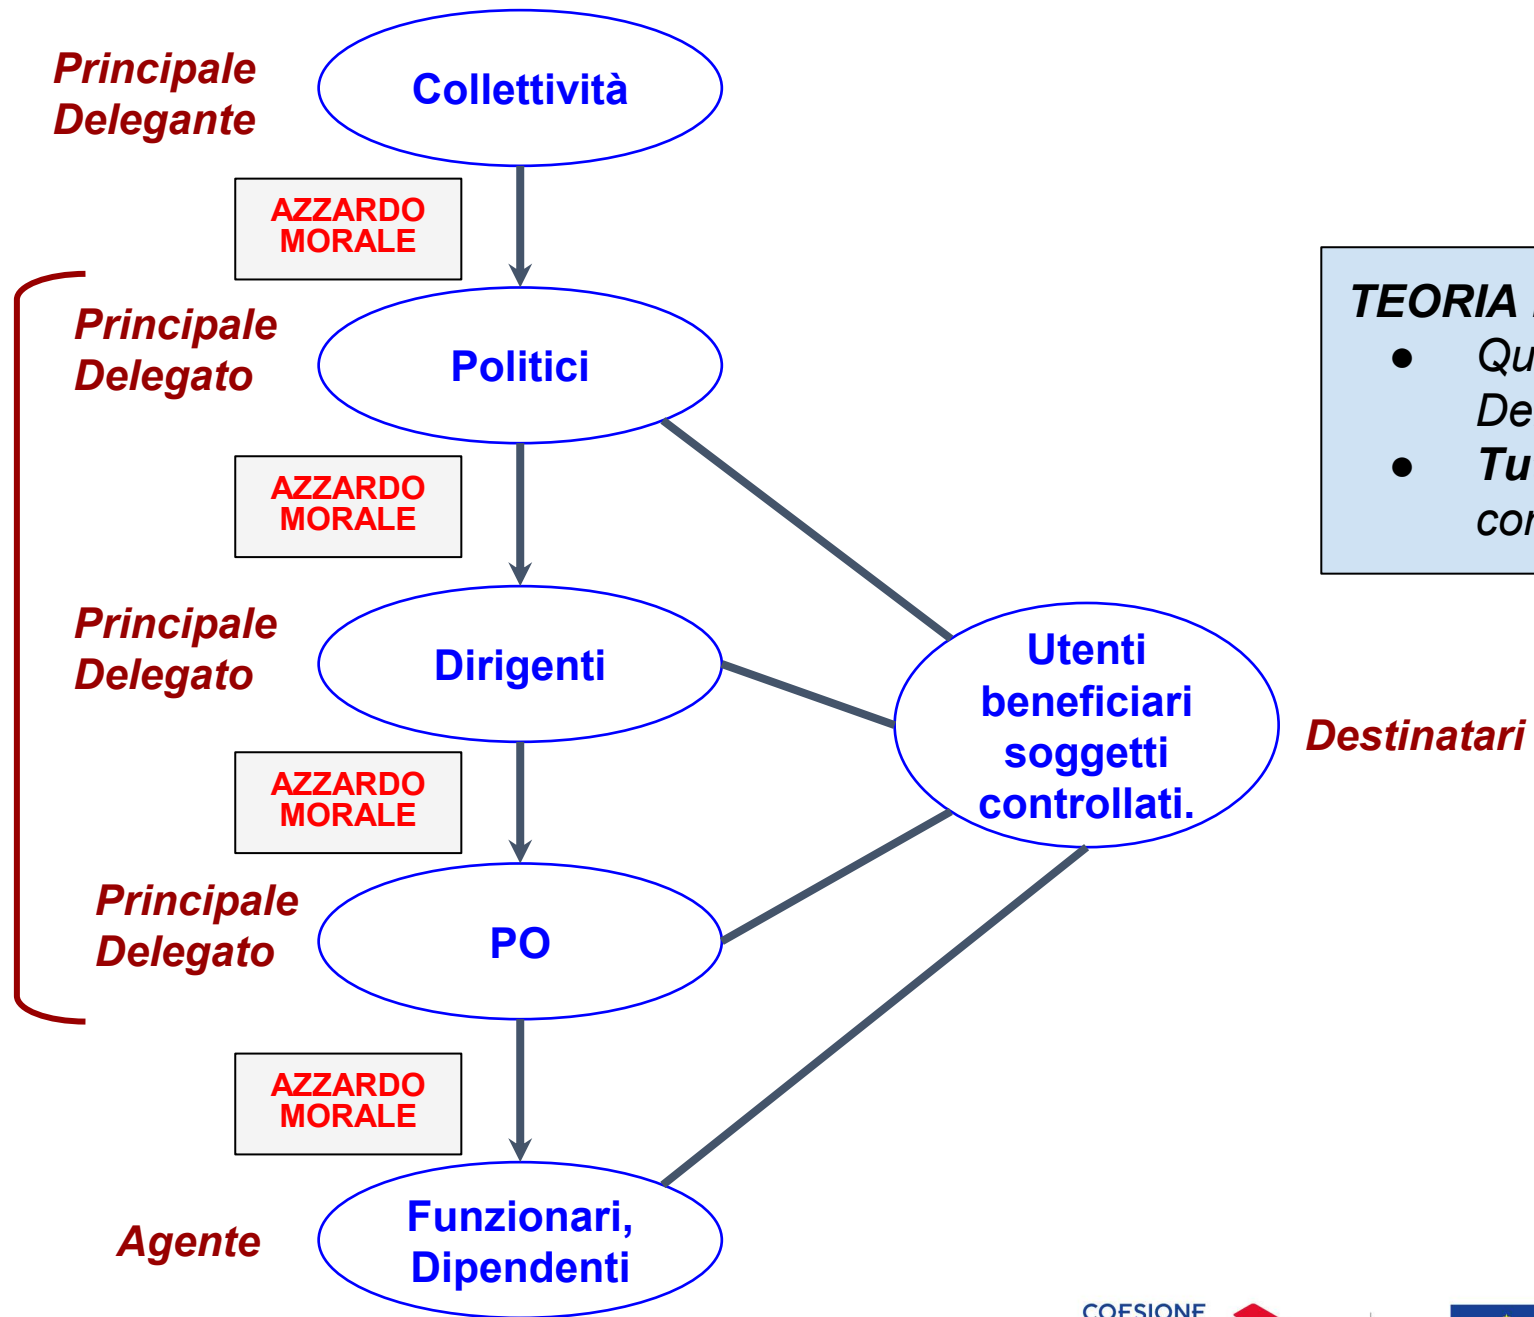 Principale
Delegante
Collettività
AZZARDO
MORALE
Principale
Delegato
Politici
TEORIA
●
●
AZZARDO
MORALE
Principale
Delegato
Dirigenti
Utenti
beneficiari
soggetti
controllati.
Destinatari
AZZARDO
MORALE
Principale
Delegato
PO
AZZARDO
MORALE
Agente
Funzionari,
Dipendenti
COESIONE